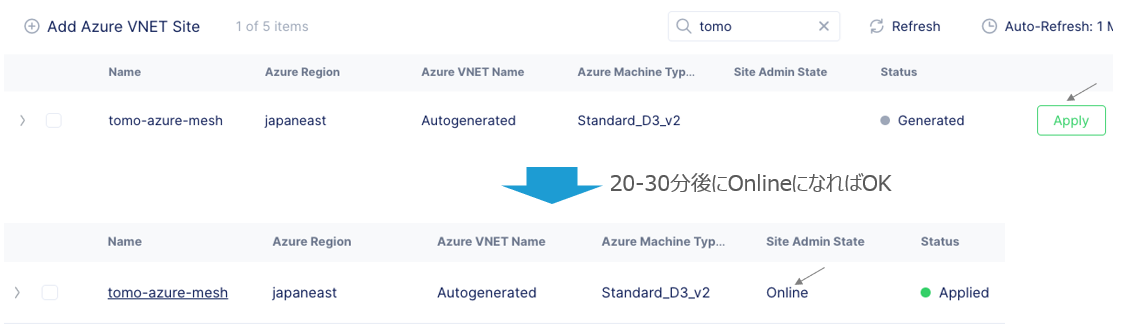 Add Azure VNET Site 1 of 5 items tomo Refresh Auto-Refresh: 1 M
Name Azure Region Azure VNET Name Azure Machine Typ... Site Admin State Status
tomo-azure-mesh japaneast Autogenerated Standard_D3_v2 Generated Apply
20-30分後にOnlineになればOK
Name Azure Region Azure VNET Name Azure Machine Typ... Site Admin State Status
tomo-azure-mesh japaneast Autogenerated Standard_D3_v2 Online Applied